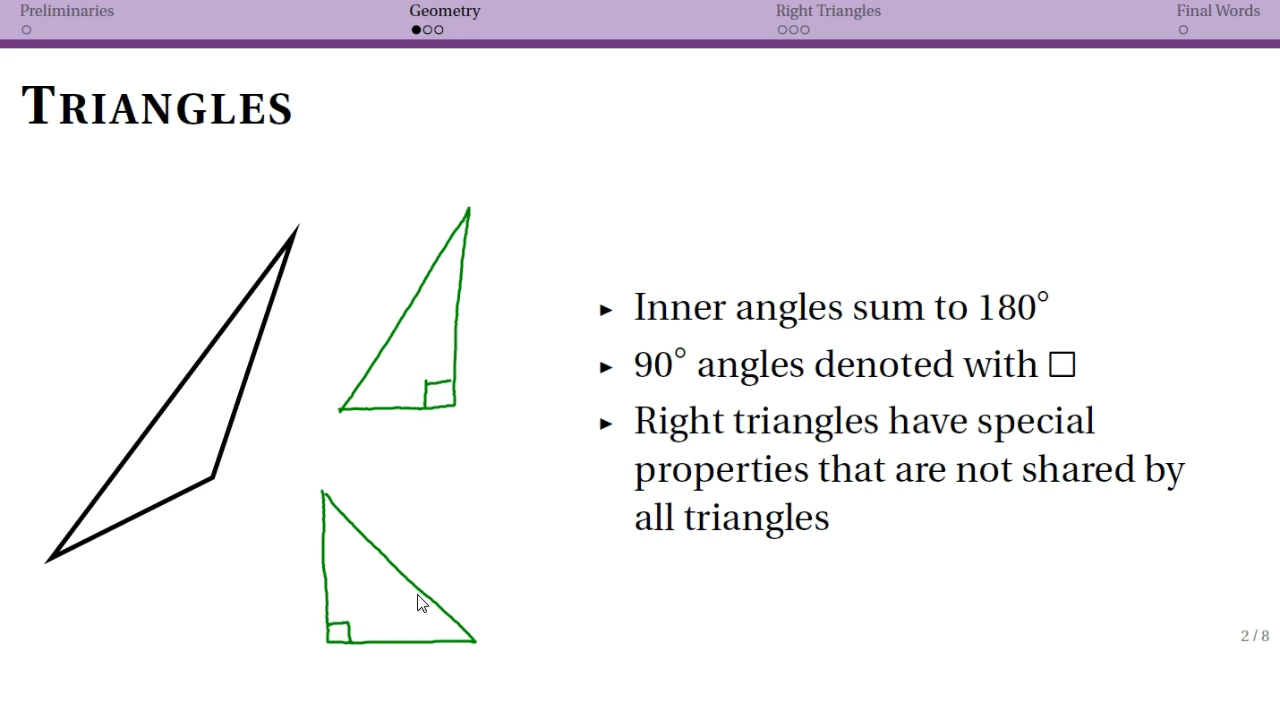 Preliminaries
Geometry
Right Triangles
Final Words
TRIANGLES
Inner angles sum to 180°
90° angles denoted with □
Right triangles have special
properties that are not shared by
all triangles
2 / 8